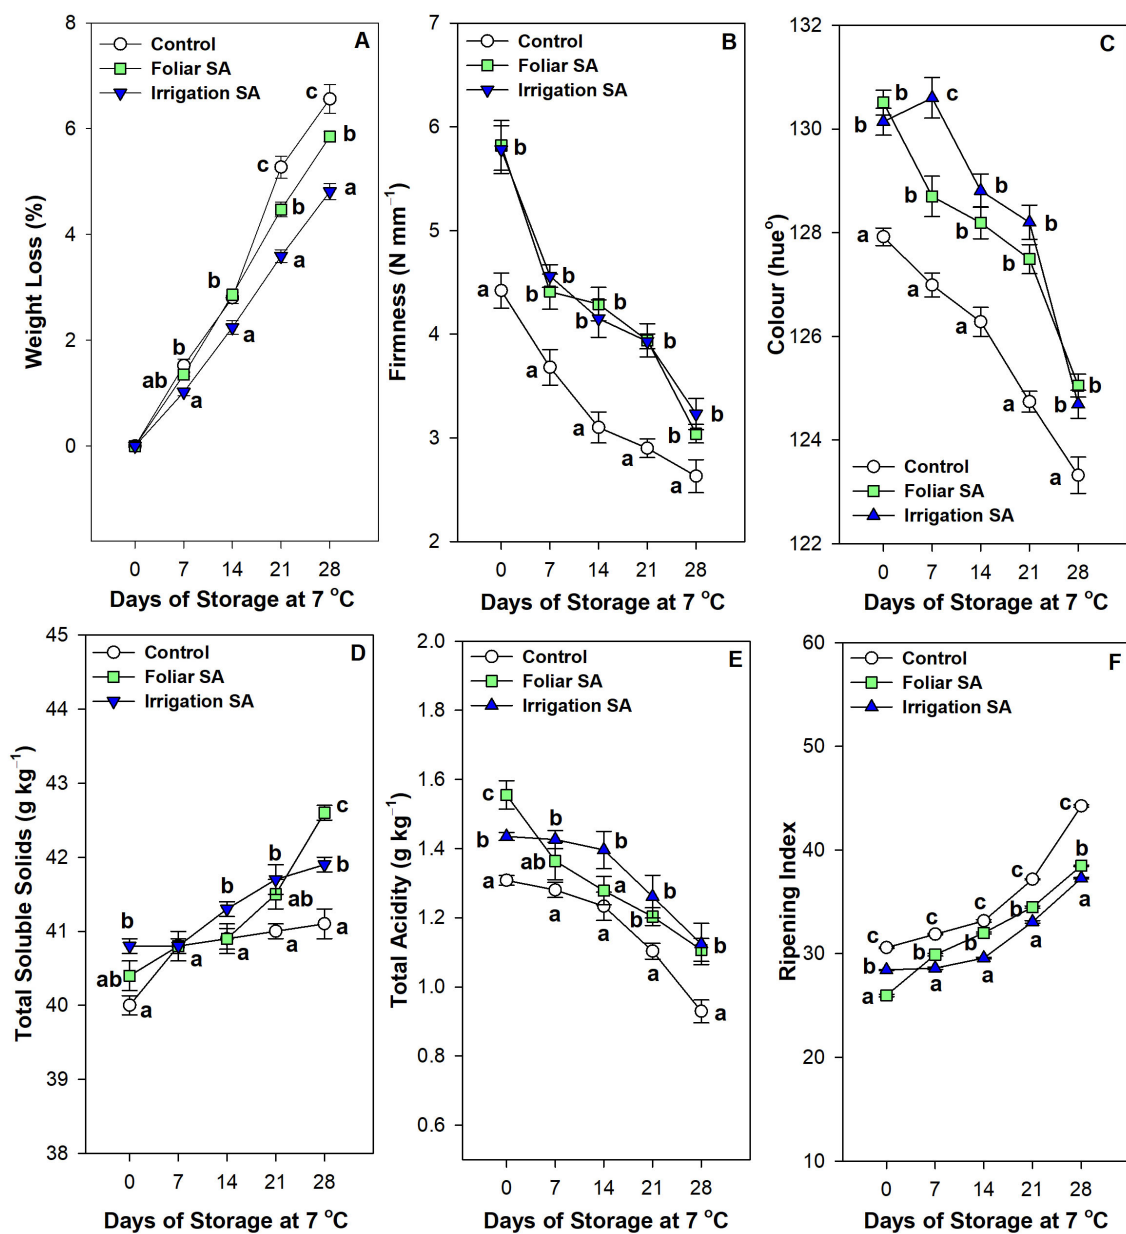 A
Control
Foliar SA
Irrigation SA
Weight Loss (%)
8
6
4
2
0
c
b
a
c
b
a
b
a
b
ab
a
0 7 14 21 28
Days of Storage at 7 °C
B
Control
Foliar SA
Irrigation SA
Firmness (N mm−1)
7
6
5
4
3
2
b
a
b
b
a
b
b
a
b
a
b
b
a
0 7 14 21 28
Days of Storage at 7 °C
C
Colour (hue°)
132
130
128
126
124
122
b
b
a
c
b
a
b
b
a
b
b
a
b
b
a
Control
Foliar SA
Irrigation SA
0 7 14 21 28
Days of Storage at 7 °C
D
Control
Foliar SA
Irrigation SA
Total Soluble Solids (g kg−1)
45
44
43
42
41
40
39
38
b
ab
a
a
b
a
b
ab
a
c
b
a
0 7 14 21 28
Days of Storage at 7 °C
E
Control
Foliar SA
Irrigation SA
Total Acidity (g kg−1)
2.0
1.8
1.6
1.4
1.2
1.0
0.8
0.6
c
b
a
b
ab
a
b
a
a
b
b
a
b
a
0 7 14 21 28
Days of Storage at 7 °C
F
Control
Foliar SA
Irrigation SA
Ripening Index
60
50
40
30
20
10
c
b
a
c
b
a
c
b
a
c
b
a
c
b
a
0 7 14 21 28
Days of Storage at 7 °C